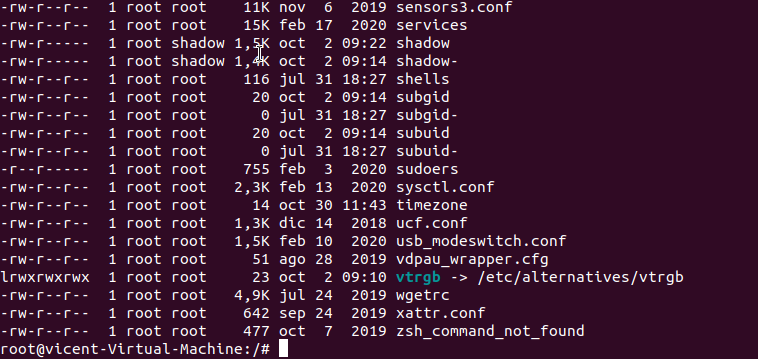 -rw-r--r--  1 root root    11K nov  6  2019 sensors3.conf
-rw-r--r--  1 root root    15K feb 17  2020 services
-rw-r-----  1 root shadow 1,5K oct  2 09:22 shadow
-rw-r-----  1 root shadow 1,4K oct  2 09:14 shadow-
-rw-r--r--  1 root root    116 jul 31 18:27 shells
-rw-r--r--  1 root root     20 oct  2 09:14 subgid
-rw-r--r--  1 root root      0 jul 31 18:27 subgid-
-rw-r--r--  1 root root     20 oct  2 09:14 subuid
-rw-r--r--  1 root root      0 jul 31 18:27 subuid-
-r--r-----  1 root root    755 feb  3  2020 sudoers
-rw-r--r--  1 root root   2,3K feb 13  2020 sysctl.conf
-rw-r--r--  1 root root     14 oct 30 11:43 timezone
-rw-r--r--  1 root root   1,3K dic 14  2018 ucf.conf
-rw-r--r--  1 root root   1,5K feb 10  2020 usb_modeswitch.conf
-rw-r--r--  1 root root     51 ago 28  2019 vdpau_wrapper.cfg
lrwxrwxrwx  1 root root     23 oct  2 09:10 vtrgb -> /etc/alternatives/vtrgb
-rw-r--r--  1 root root   4,9K jul 24  2019 wgetrc
-rw-r--r--  1 root root    642 sep 24  2019 xattr.conf
-rw-r--r--  1 root root    477 oct  7  2019 zsh_command_not_found
root@vicent-Virtual-Machine:/#